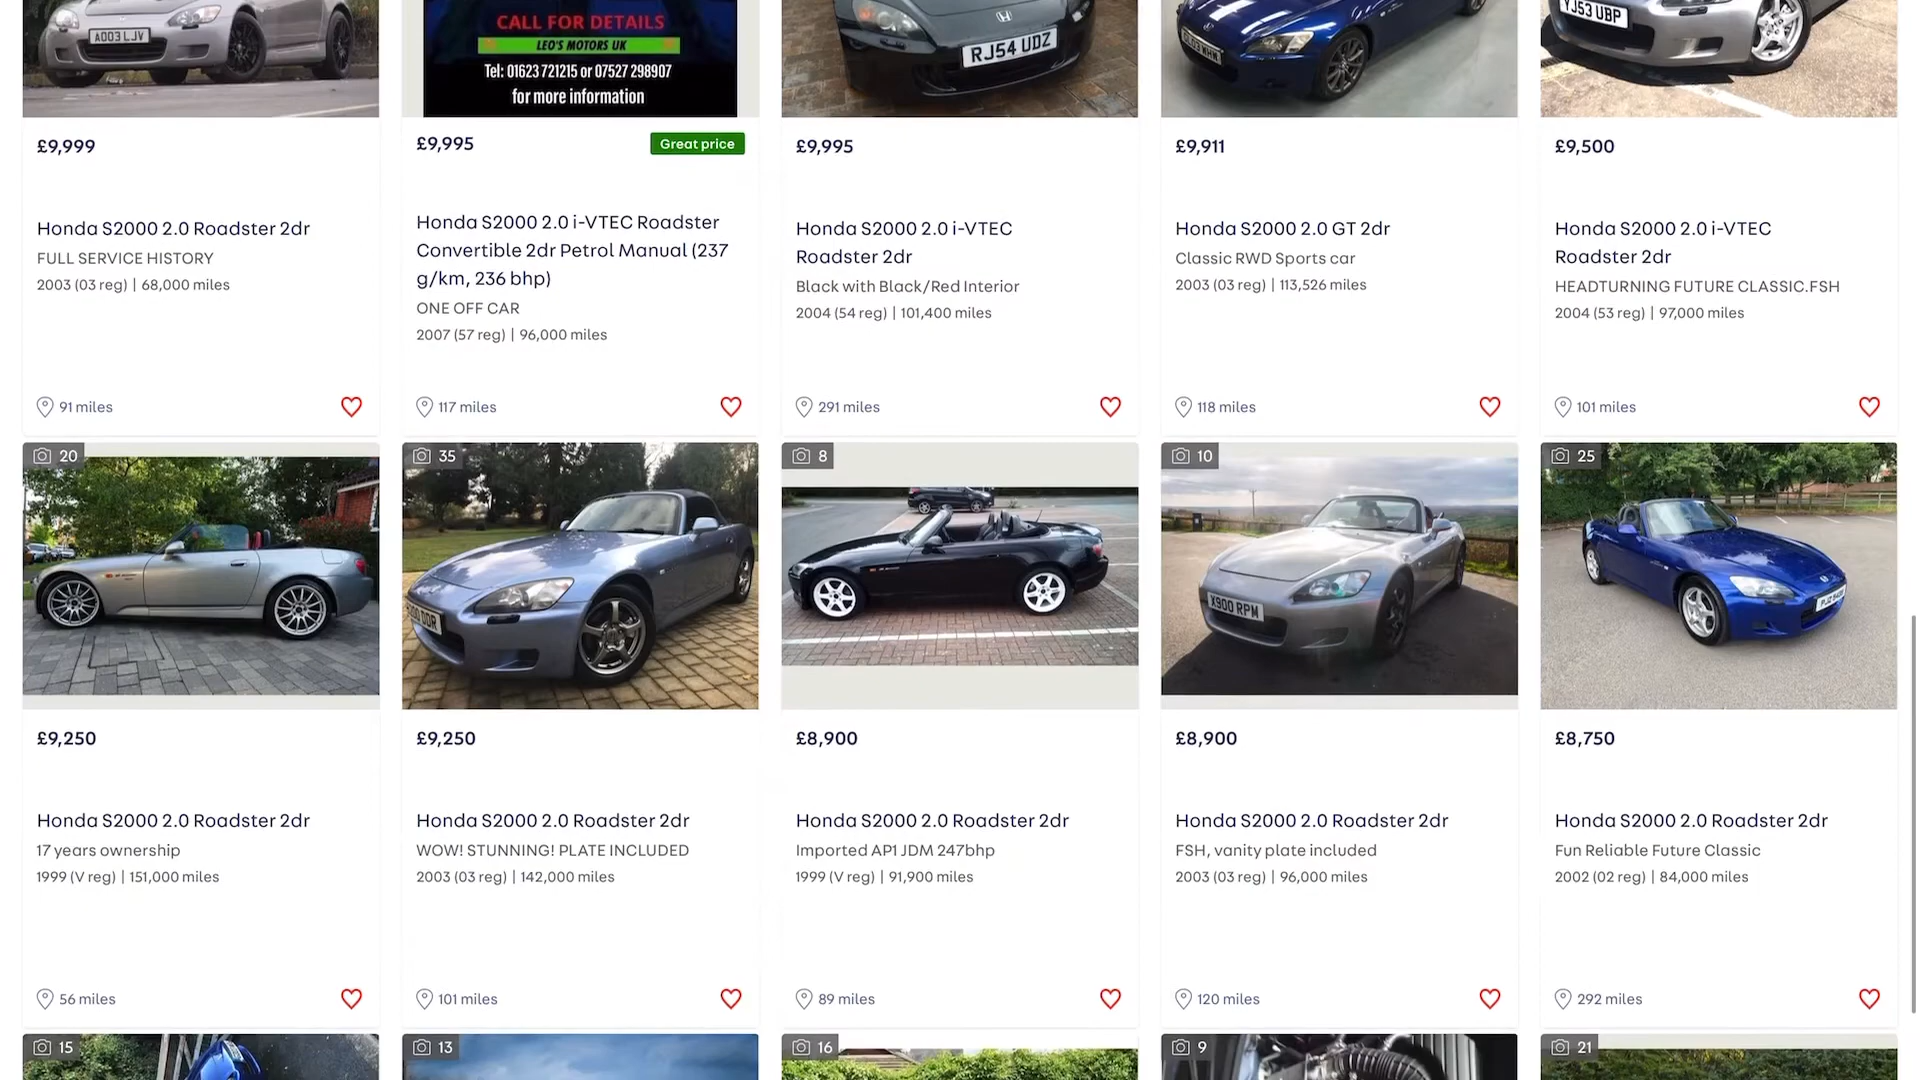 A003 LJV
CALL FOR DETAILS
LEO'S MOTORS UK
Tel: 01623 721215 or 07527 298907
for more information
RJ54 UDZ
YJ53 UBP
£9,999
Honda S2000 2.0 Roadster 2dr
FULL SERVICE HISTORY
2003 (03 reg) | 68,000 miles
91 miles
£9,995
Great price
Honda S2000 2.0 i-VTEC Roadster
Convertible 2dr Petrol Manual (237
g/km, 236 bhp)
ONE OFF CAR
2007 (57 reg) | 96,000 miles
117 miles
£9,995
Honda S2000 2.0 i-VTEC
Roadster 2dr
Black with Black/Red Interior
2004 (54 reg) | 101,400 miles
291 miles
£9,911
Honda S2000 2.0 GT 2dr
Classic RWD Sports car
2003 (03 reg) | 113,526 miles
118 miles
£9,500
Honda S2000 2.0 i-VTEC
Roadster 2dr
HEADTURNING FUTURE CLASSIC.FSH
2004 (53 reg) | 97,000 miles
101 miles
20
£9,250
Honda S2000 2.0 Roadster 2dr
17 years ownership
1999 (V reg) | 151,000 miles
56 miles
35
£9,250
Honda S2000 2.0 Roadster 2dr
WOW! STUNNING! PLATE INCLUDED
2003 (03 reg) | 142,000 miles
101 miles
8
£8,900
Honda S2000 2.0 Roadster 2dr
Imported AP1 JDM 247bhp
1999 (V reg) | 91,900 miles
89 miles
10
X900 RPM
£8,900
Honda S2000 2.0 Roadster 2dr
FSH, vanity plate included
2003 (03 reg) | 96,000 miles
120 miles
25
£8,750
Honda S2000 2.0 Roadster 2dr
Fun Reliable Future Classic
2002 (02 reg) | 84,000 miles
292 miles
15
13
16
9
21